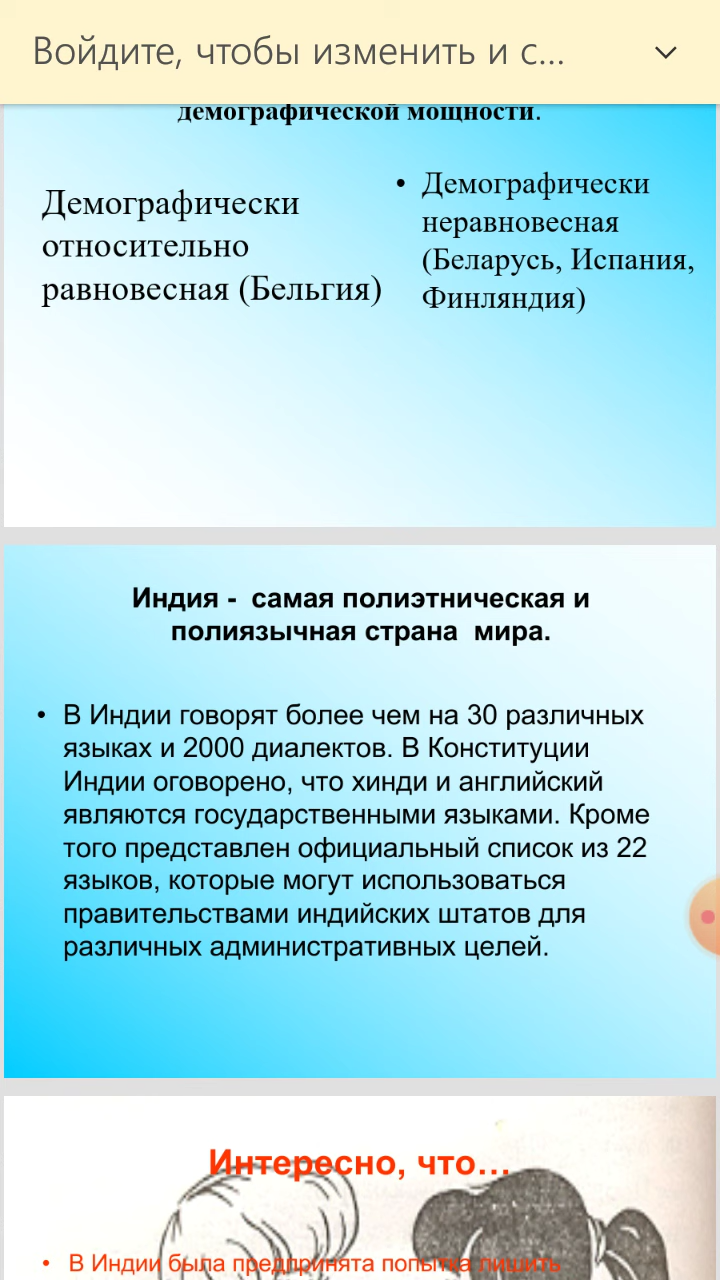 Войдите, чтобы изменить и с...
демографической мощности.
Демографически
относительно
равновесная (Бельгия)
• Демографически
неравновесная
(Беларусь, Испания,
Финляндия)
Индия - самая полиэтническая и
полиязычная страна мира.
• В Индии говорят более чем на 30 различных
языках и 2000 диалектов. В Конституции
Индии оговорено, что хинди и английский
являются государственными языками. Кроме
того представлен официальный список из 22
языков, которые могут использоваться
правительствами индийских штатов для
различных административных целей.
Интересно, что...
• В Индии была предпринята попытка лишить